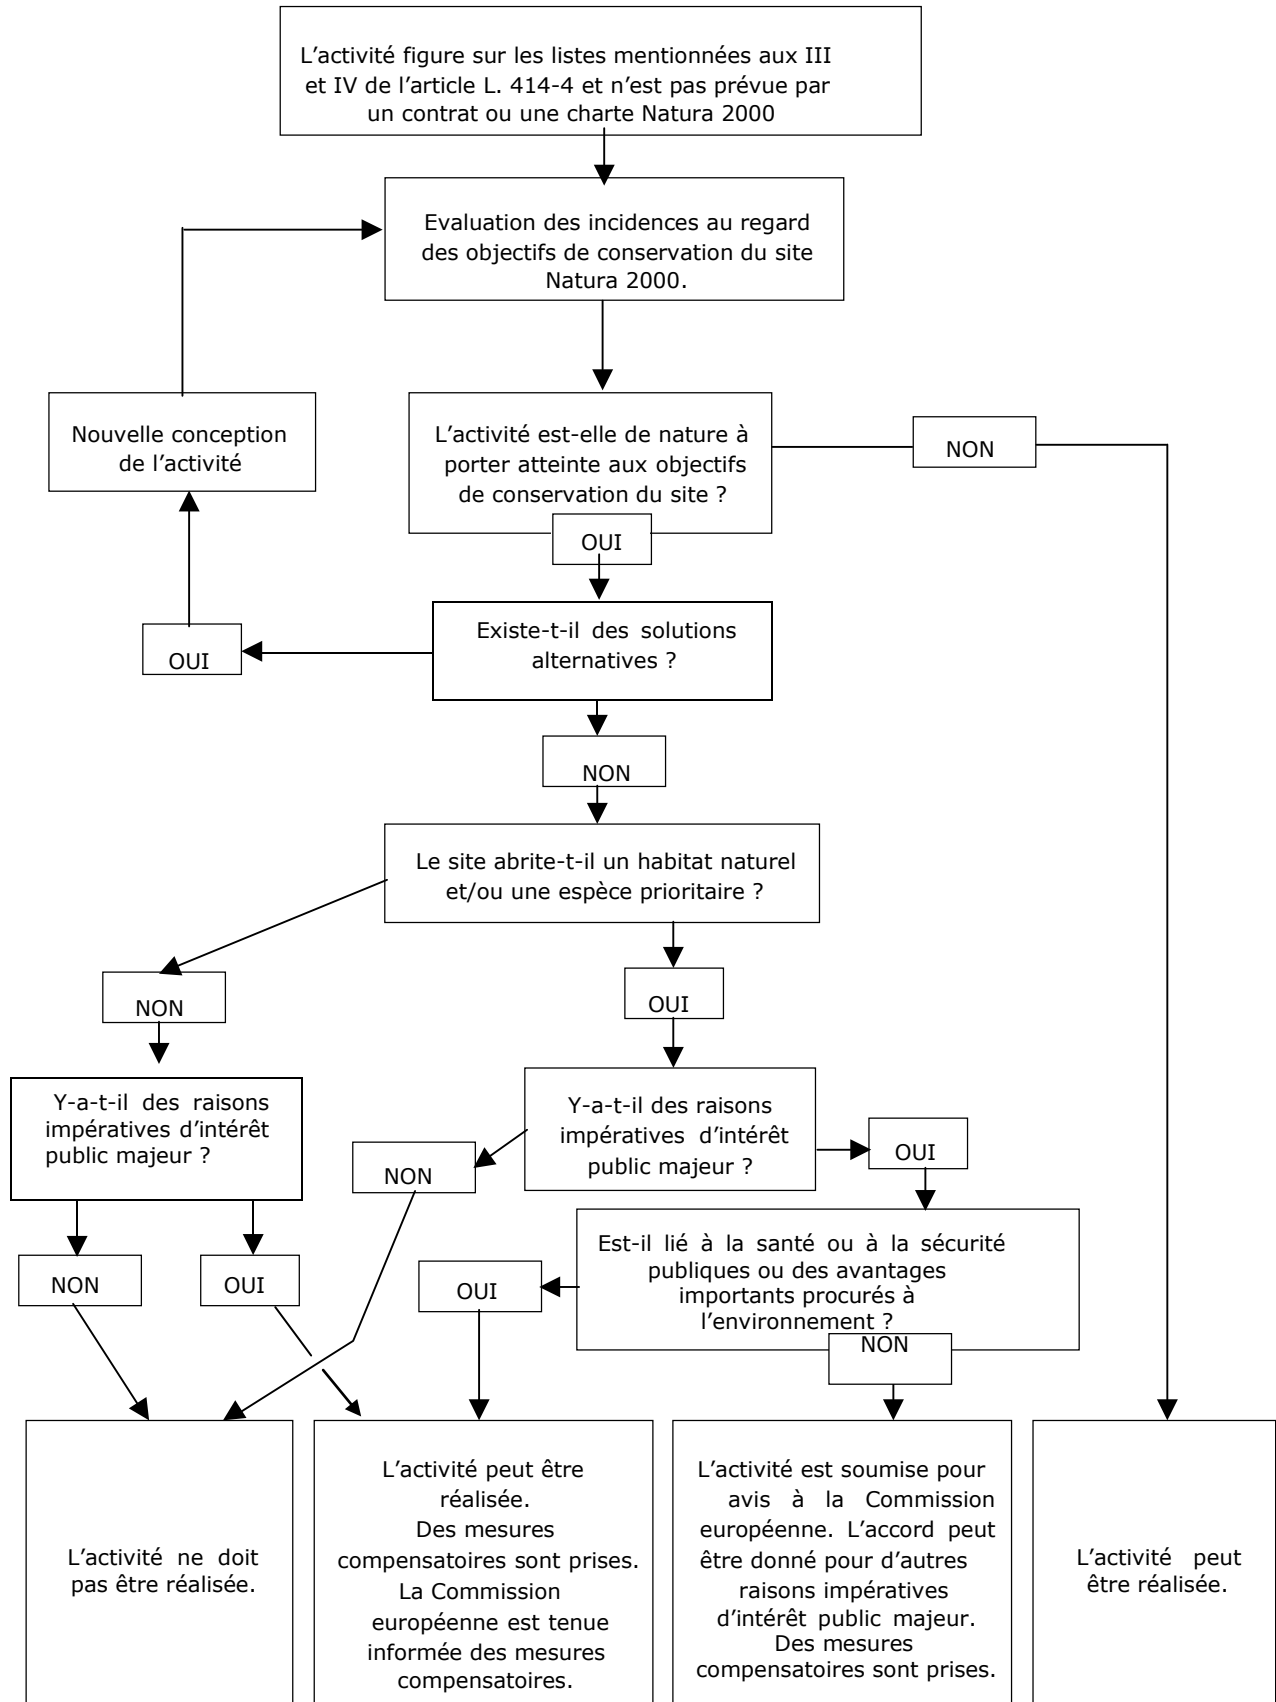 L'activité figure sur les listes mentionnées aux III
et IV de l'article L. 414-4 et n'est pas prévue par
un contrat ou une charte Natura 2000
Evaluation des incidences au regard
des objectifs de conservation du site
Natura 2000.
Nouvelle conception
de l'activité
L'activité est-elle de nature à
porter atteinte aux objectifs
de conservation du site ?
NON
OUI
Existe-t-il des solutions
alternatives ?
OUI
NON
Le site abrite-t-il un habitat naturel
et/ou une espèce prioritaire ?
NON
OUI
Y-a-t-il des raisons
impératives d'intérêt
public majeur ?
Y-a-t-il des raisons
impératives d'intérêt
public majeur ?
NON
OUI
NON
OUI
OUI
Est-il lié à la santé ou à la sécurité
publiques ou des avantages
importants procurés à
l'environnement ?
NON
L'activité ne doit
pas être réalisée.
L'activité peut être
réalisée.
Des mesures
compensatoires sont prises.
La Commission
européenne est tenue
informée des mesures
compensatoires.
L'activité est soumise pour
avis à la Commission
européenne. L'accord peut
être donné pour d'autres
raisons impératives
d'intérêt public majeur.
Des mesures
compensatoires sont prises.
L'activité peut
être réalisée.